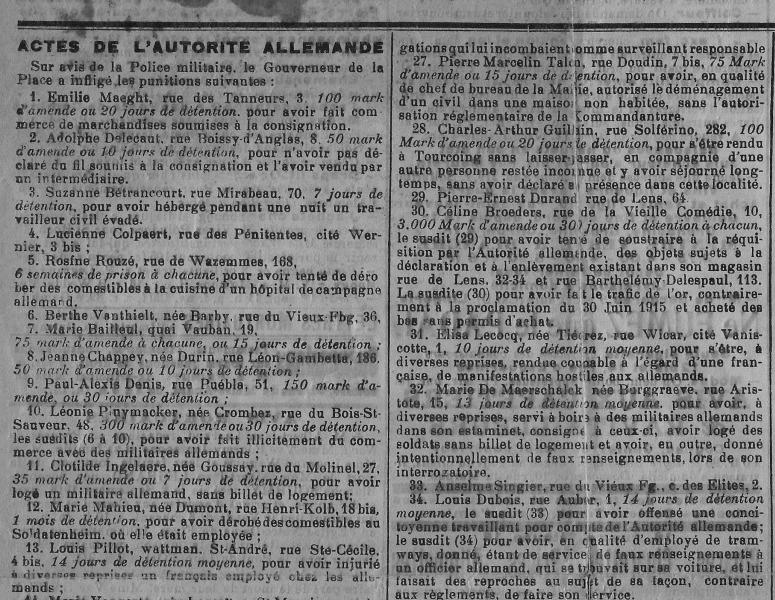 ACTES DE L'AUTORITÉ ALLEMANDE
Sur avis de la Police militaire, le Gouverneur de la
Place a infligé les punitions suivantes :
1. Emilie Maeght, rue des Tanneurs, 3, 100 mark
d'amende ou 20 jours de détention, pour avoir fait com
merce de marchandises soumises à la consignation.
2. Adolphe Delecaut, rue Boissy-d'Anglas, 8, 50 mark
d'amende ou 10 jours de détention, pour n'avoir pas dé-
claré du fil soumis à la consignation et l'avoir vendu par
un intermédiaire.
3. Suzanne Bétrancourt, rue Mirabeau, 70, 7 jours de
détention, pour avoir hébergé pendant une nuit un tra-
vailleur civil évadé.
4. Lucienne Colpaert, rue des Pénitentes, cité Wer-
nier, 3 bis ;
5. Rosine Rouzé, rue de Wazemmes, 168,
6 semaines de prison à chacune, pour avoir tenté de déro
ber des comestibles à la cuisine d'un hôpital de campagne
allemand.
6. Berthe Vanthielt, née Barby, rue du Vieux-Fbg, 36,
7. Marie Bailleul, quai Vauban, 19,
75 mark d'amende à chacune, ou 15 jours de détention ;
8. Jeanne Chappey, née Durin, rue Léon-Gambetta, 186,
50 mark d'amende ou 10 jours de détention ;
9. Paul-Alexis Denis, rue Puébla, 51, 150 mark d'a-
mende, ou 30 jours de détention ;
10. Léonie née Crombez, rue du Bois-St-
Sauveur, 48, 300 mark d'amende ou 30 jours de détention,
les susdits (6 à 10), pour avoir fait illicitement du com-
merce avec des militaires allemands ;
11. Clotilde Ingelaere, née Goussay, rue du Molinel, 27,
35 mark d'amende ou 7 jours de détention, pour avoir
logé un militaire allemand, sans billet de logement;
12. Marie Mahieu, née Dumont, rue Henri-Kolb, 18 bis,
1 mois de détention, pour avoir dérobé des comestibles au
Soldatenheim, où elle était employée ;
13. Louis Pillot, wattman, St-André, rue Ste-Cécile,
4 bis, 14 jours de détention moyenne, pour avoir injurié
à diverses reprises un français employé chez les alle-
mands ;
gations qui lui incombaient comme surveillant responsable
27. Pierre Marcelin Talon, rue Doudin, 7 bis, 75 Mark
d'amende ou 15 jours de détention, pour avoir, en qualité
de chef de bureau de la Mairie, autorisé le déménagement
d'un civil dans une maison non habitée, sans l'autori-
sation réglementaire de la Kommandanture.
28. Charles-Arthur Guilbin, rue Solférino, 282, 100
Mark d'amende ou 20 jours de détention, pour s'être rendu
à Tourcoing sans laisser-passer, en compagnie d'une
autre personne restée inconnue et y avoir séjourné long-
temps, sans avoir déclaré sa présence dans cette localité.
29. Pierre-Ernest Durand rue de Lens, 64.
30. Céline Broeders, rue de la Vieille Comédie, 10,
3.000 Mark d'amende ou 300 jours de détention à chacun,
le susdit (29) pour avoir tenté de soustraire à la réqui-
sition par l'Autorité allemande, des objets sujets à la
déclaration et à l'enlèvement existant dans son magasin
rue de Lens, 32-34 et rue Barthélémy-Delespaul, 113.
La susdite (30) pour avoir fait le trafic de l'or, contraire-
ment à la proclamation du 30 Juin 1915 et acheté des
bas sans permis d'achat.
31. Elisa Lecocq, née rue Wicar, cité Vanis-
cotte, 1, 10 jours de détention moyenne, pour s'être, à
diverses reprises, rendue coupable à l'égard d'une fran-
çaise, de manifestations hostiles aux allemands.
32. Marie De Maerschalck née Burggraeve, rue Aris-
tote, 15, 13 jours de détention moyenne, pour avoir, à
diverses reprises, servi à boire à des militaires allemands
dans son estaminet, consigné à ceux-ci, avoir logé des
soldats sans billet de logement et avoir, en outre, donné
intentionnellement de faux renseignements, lors de son
interrogatoire.
33. Anselme Singier, rue du Viéux Fg., c. des Elites, 2.
34. Louis Dubois, rue Auber, 1, 14 jours de détention
moyenne, le susdit (33) pour avoir offensé une conci-
toyenne travaillant pour compte de l'Autorité allemande;
le susdit (34) pour avoir, en qualité d'employé de tram-
ways, donné, étant de service, de faux renseignements à
un officier allemand, qui se trouvait sur sa voiture, et lui
faisait des reproches au sujet de sa façon, contraire
aux règlements, de faire son service.